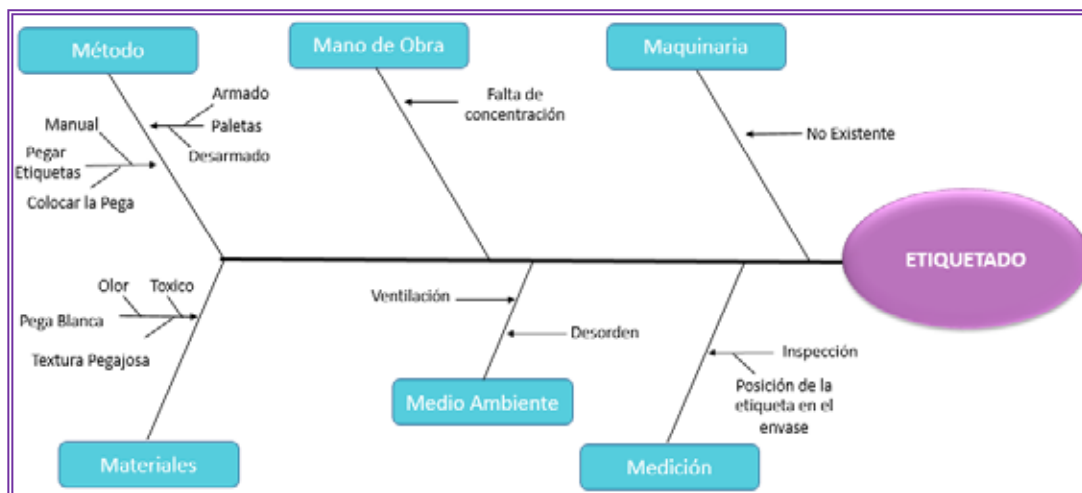 Método
Mano de Obra
Maquinaria
Armado
Manual
Paletas
Pegar
Etiquetas
Desarmado
Colocar la Pega
Falta de
concentración
No Existente
ETIQUETADO
Olor
Toxico
Pega Blanca
Textura Pegajosa
Ventilación
Desorden
Inspección
Posición de la
etiqueta en el
envase
Materiales
Medio Ambiente
Medición